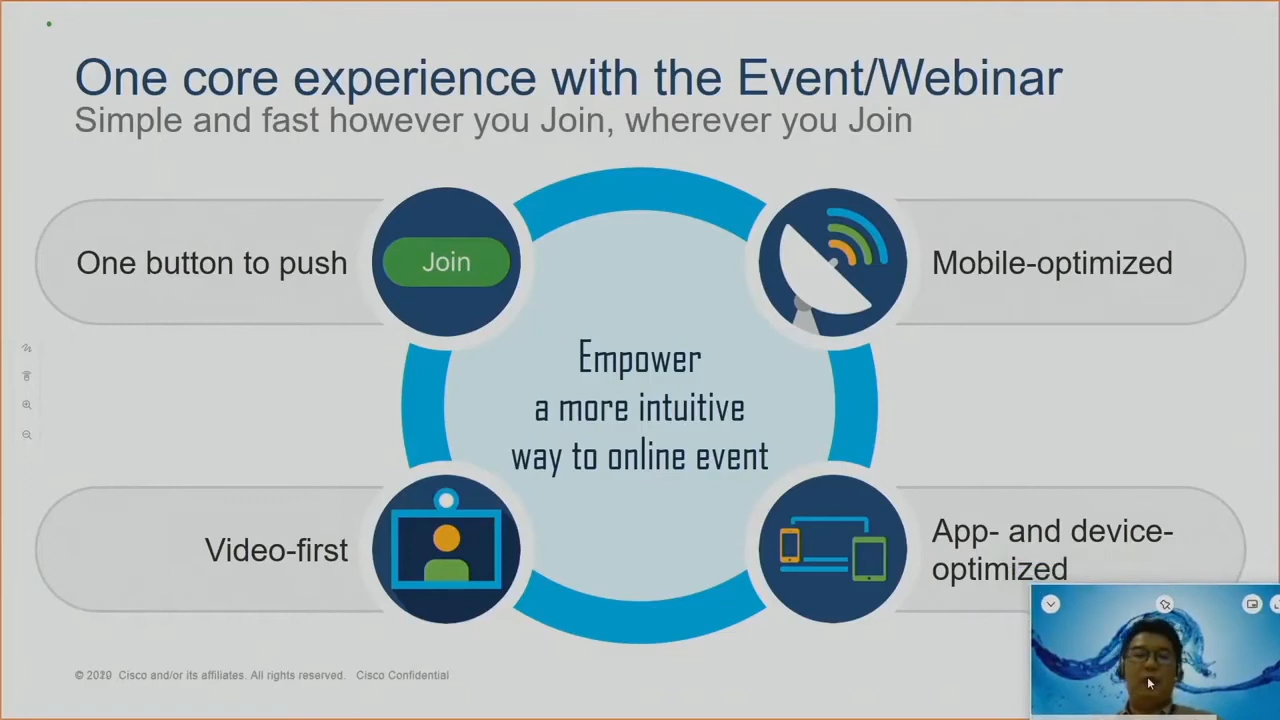 One core experience with the Event/Webinar
Simple and fast however you Join, wherever you Join
One button to push
Join
Mobile-optimized
Empower
a more intuitive
way to online event
Video-first
App- and device-
optimized
Cisco and/or its affiliates. All rights reserved. Cisco Confidential